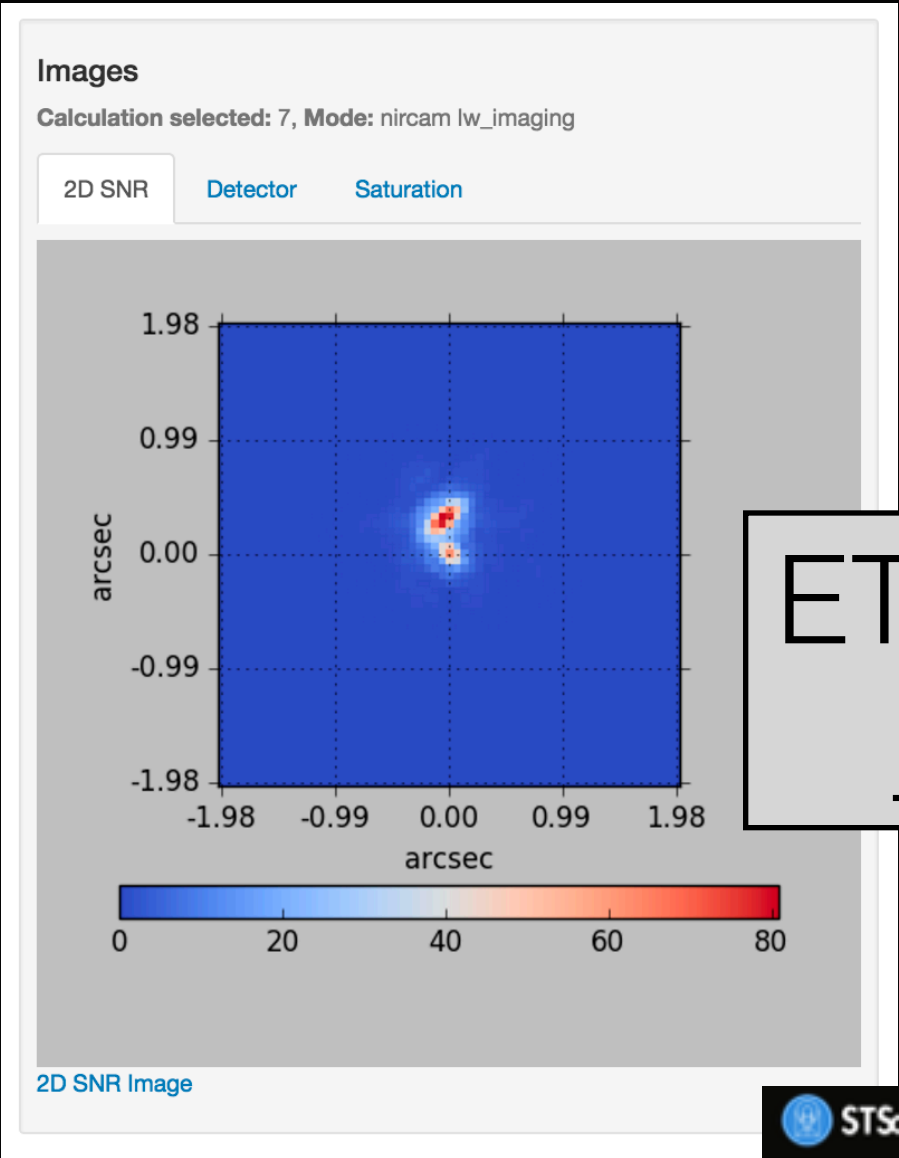 Images
Calculation selected: 7, Mode: nircam lw_imaging
2D SNR Detector Saturation
1.98
0.99
0.00
-0.99
-1.98
arcsec
-1.98 -0.99 0.00 0.99 1.98
arcsec
0 20 40 60 80
2D SNR Image